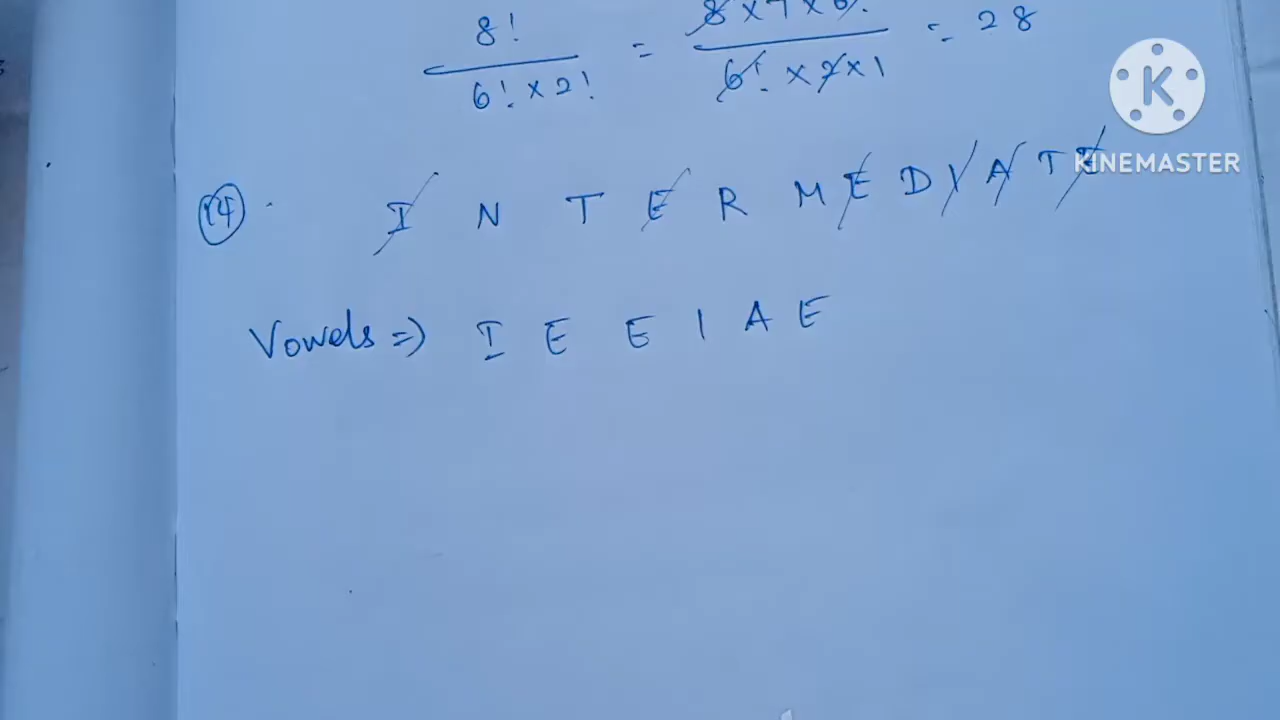 8! / 6! × 2! = 8 × 7 × 6! / 6! × 2 × 1 = 28
KINEMASTER
14. I N T E R M E D I A T E
Vowels => I E E I A E